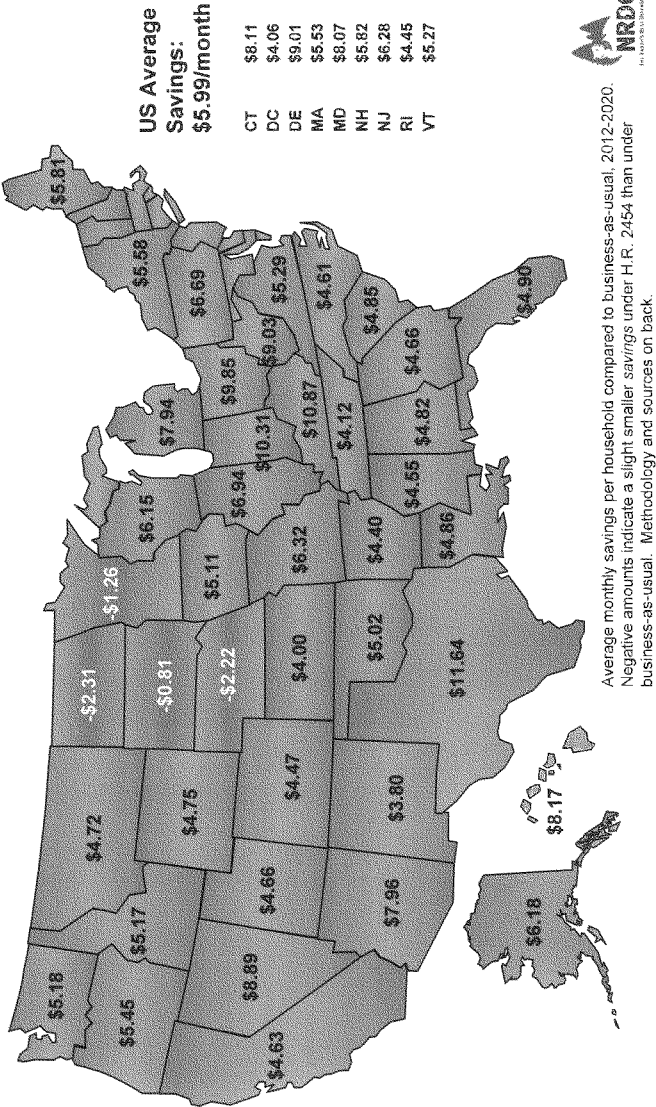 US Average
Savings:
$5.99/month
CT $8.11
DC $4.06
DE $9.01
MA $5.53
MD $8.07
NH $5.82
NJ $6.28
RI $4.45
VT $5.27
$5.18
$5.45
$4.63
$8.89
$5.17
$4.72
$4.75
$4.66
$7.96
$4.47
$3.80
-$2.31
-$0.81
-$2.22
$4.00
$5.02
$11.64
-$1.26
$5.11
$6.32
$4.40
$4.86
$6.15
$6.94
$7.94
$10.31
$9.85
$10.87
$4.12
$4.55
$4.82
$4.66
$4.90
$4.85
$4.61
$5.29
$9.03
$6.69
$5.58
$5.81
$6.18
$8.17
Average monthly savings per household compared to business-as-usual, 2012-2020.
Negative amounts indicate a slight smaller savings under H.R. 2454 than under
business-as-usual. Methodology and sources on back.
NRDC